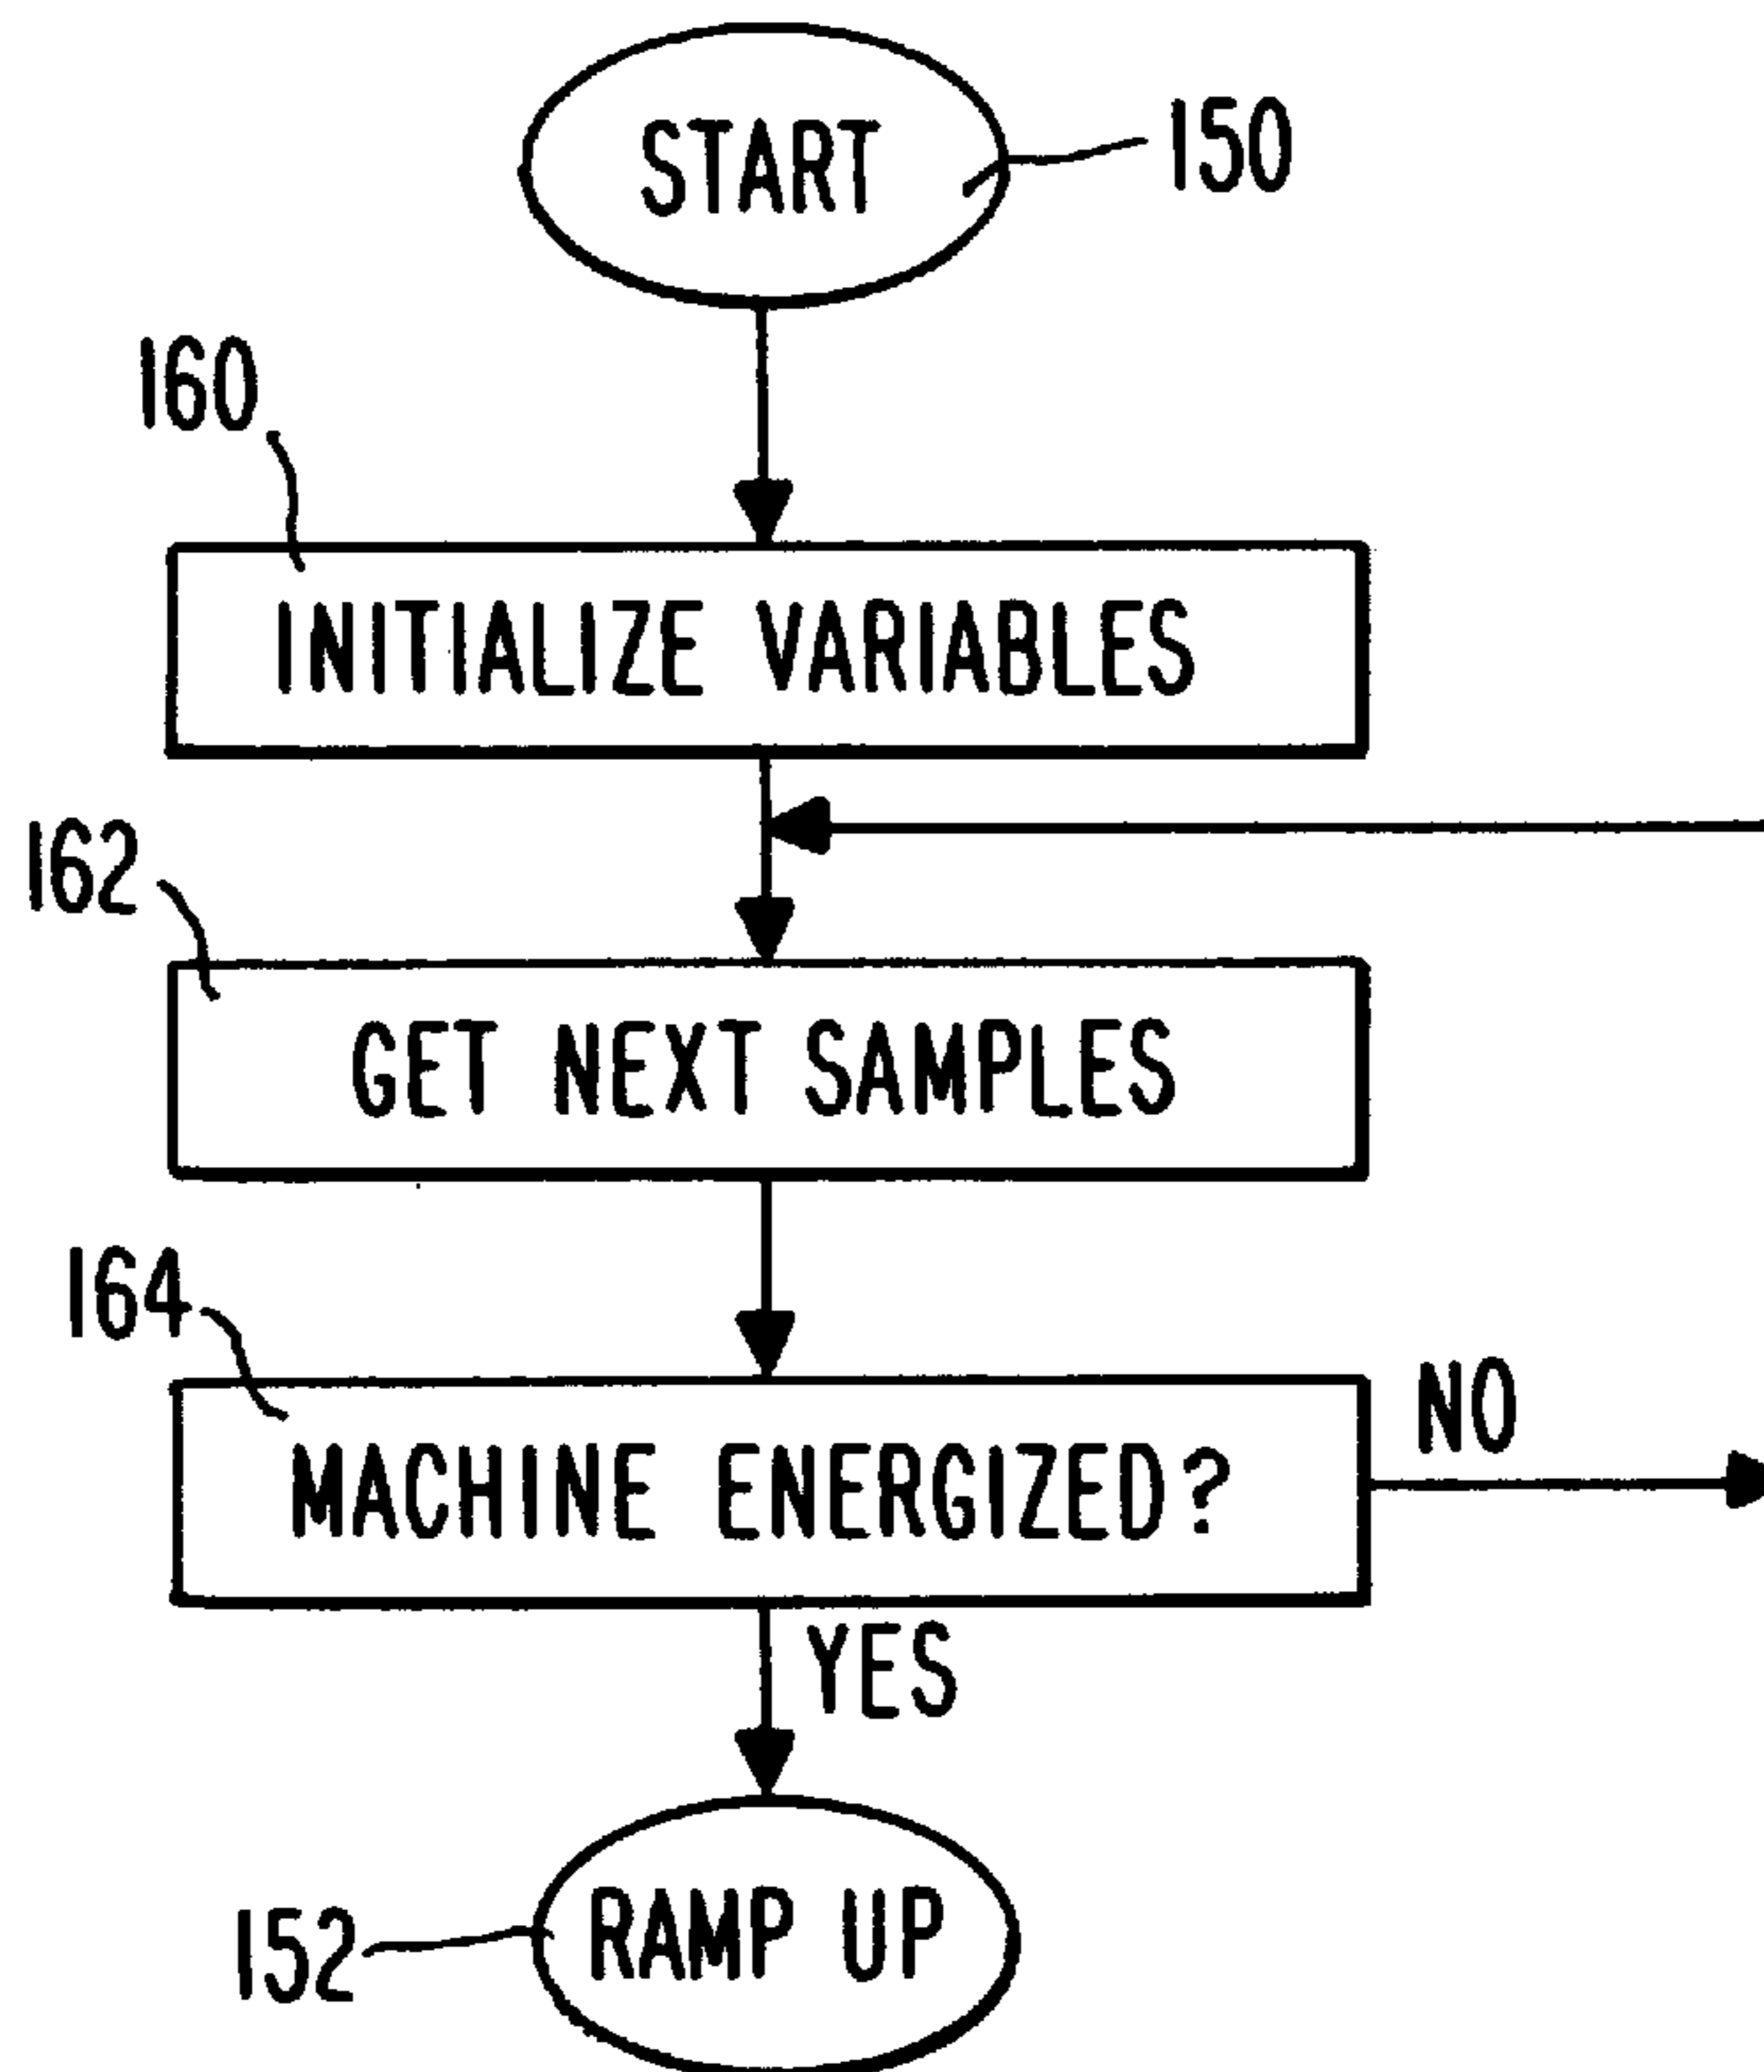 START
150
160
INITIALIZE VARIABLES
162
GET NEXT SAMPLES
164
MACHINE ENERGIZED?
NO
YES
RAMP UP
152